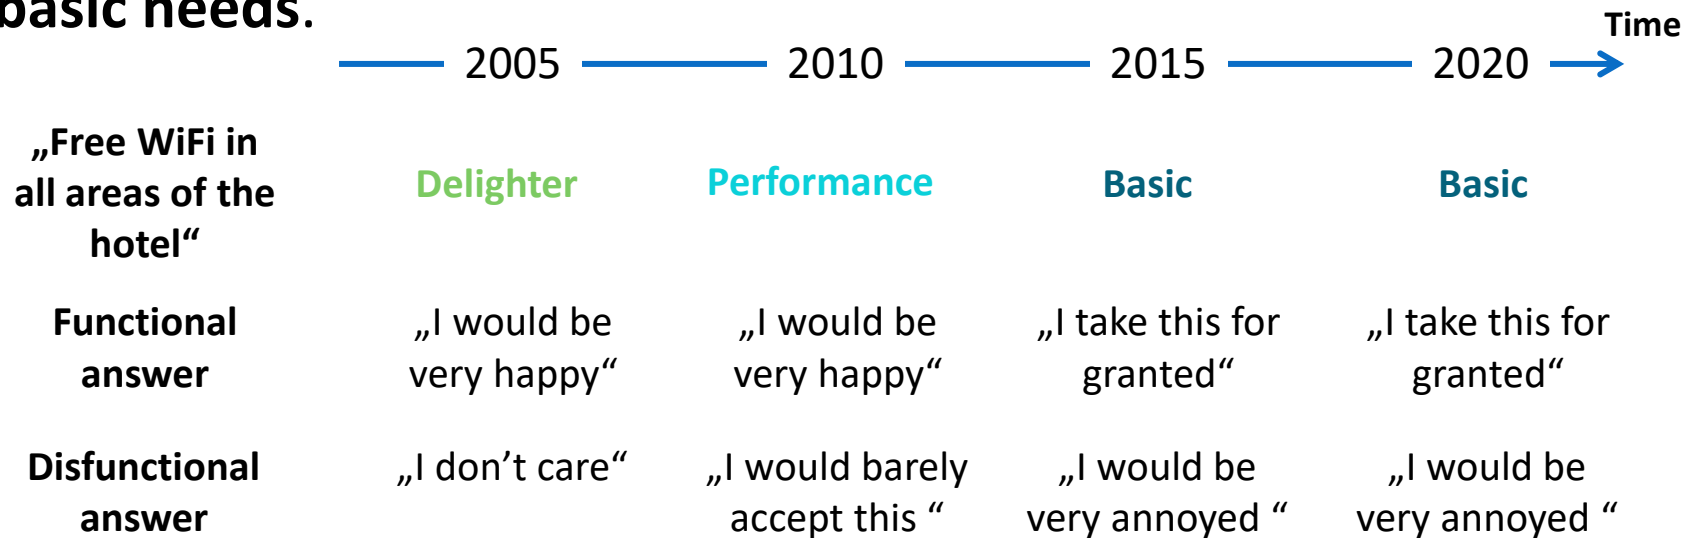 basic needs.
Time
2005 2010 2015 2020
„Free WiFi in
all areas of the
hotel“
Delighter Performance Basic Basic
Functional
answer
„I would be
very happy“
„I would be
very happy“
„I take this for
granted“
„I take this for
granted“
Disfunctional
answer
„I don’t care“
„I would barely
accept this “
„I would be
very annoyed “
„I would be
very annoyed “